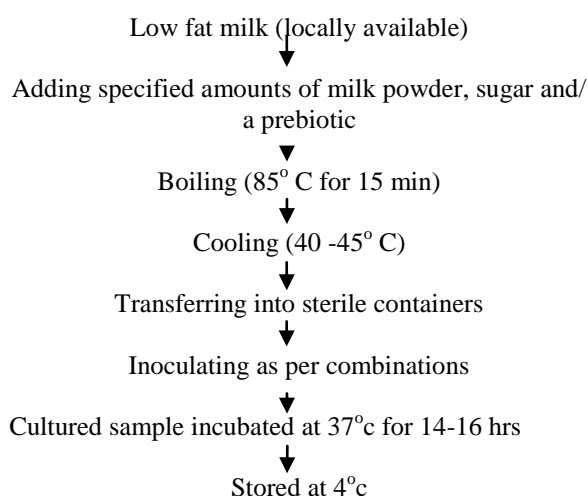 Low fat milk (locally available)
Adding specified amounts of milk powder, sugar and/
a prebiotic
Boiling (85° C for 15 min)
Cooling (40 -45° C)
Transferring into sterile containers
Inoculating as per combinations
Cultured sample incubated at 37°c for 14-16 hrs
Stored at 4°c